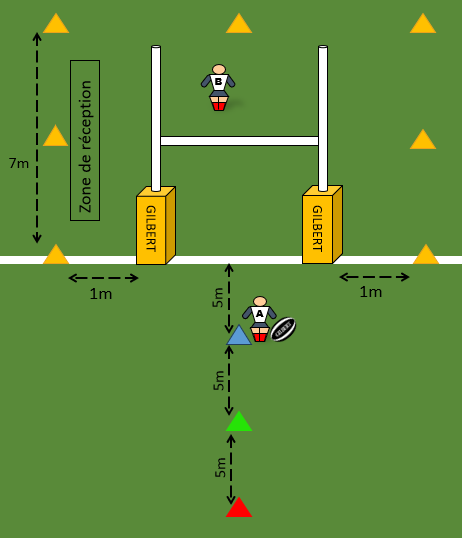 B
Zone de réception
7m
GILBERT
GILBERT
1m
1m
5m
A
5m
5m